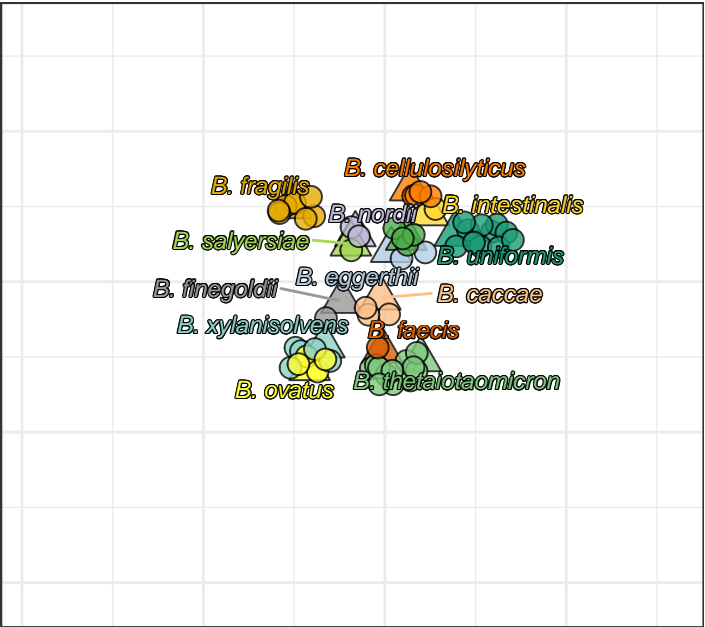 B. cellulosilyticus
B. fragilis
B. intestinalis
B. nordii
B. salyersiae
B. uniformis
B. eggerthii
B. finegoldii
B. caccae
B. xylanisolvens
B. faecis
B. thetaiotaomicron
B. ovatus